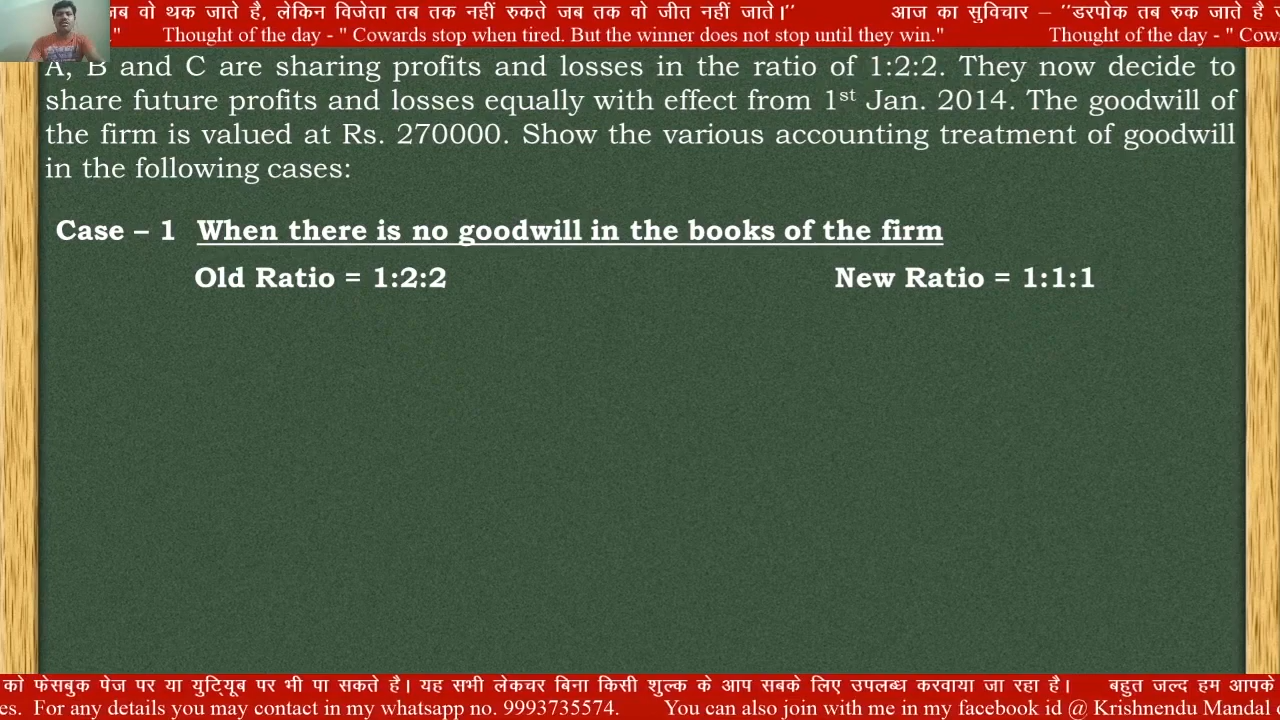 जब वो थक जाते है, लेकिन विजेता तब तक नहीं रुकते जब तक वो जीत नहीं जाते।'' आज का सुविचार – ''डरपोक तब रुक जाते है
" Thought of the day - " Cowards stop when tired. But the winner does not stop until they win." Thought of the day - " Cowa
A, B and C are sharing profits and losses in the ratio of 1:2:2. They now decide to
share future profits and losses equally with effect from 1st Jan. 2014. The goodwill of
the firm is valued at Rs. 270000. Show the various accounting treatment of goodwill
in the following cases:
Case – 1 When there is no goodwill in the books of the firm
Old Ratio = 1:2:2 New Ratio = 1:1:1
को फेसबुक पेज पर या युटि्यूब पर भी पा सकते है। यह सभी लेकचर बिना किसी शुल्क के आप सबके लिए उपलब्ध करवाया जा रहा है। बहुत जल्द हम आपके
es. For any details you may contact in my whatsapp no. 9993735574. You can also join with me in my facebook id @ Krishnendu Mandal